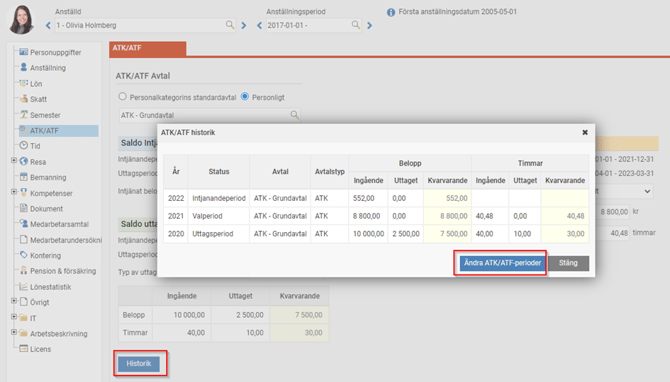 Anställd
Anställningsperiod
1 - Olivia Holmberg
2017-01-01 -
Första anställningsdatum 2005-05-01
Personuppgifter
Anställning
Lön
Skatt
Semester
ATK/ATF
Tid
Resa
Bemanning
Kompetenser
Dokument
Medarbetarsamtal
Medarbetarundersökni
Kontering
Pension & försäkring
Lönestatistik
Övrigt
IT
Arbetsbeskrivning
Licens
ATK/ATF
ATK/ATF Avtal
Personalkategorins standardavtal
Personligt
ATK - Grundavtal
Saldo Intj
Intjänandeperi
Uttagsperiod
Intjänat belop
01-01 - 2021-12-31
04-01 - 2023-03-31
8 800,00 kr
40,48 timmar
Saldo utta
Intjänandeperi
Uttagsperiod
Typ av uttag
ATK/ATF historik
Belopp Timmar
År Status Avtal Avtalstyp Ingående Uttaget Kvarvarande Ingående Uttaget Kvarvarande
2022 Intjänandeperiod ATK - Grundavtal ATK 552,00 0,00 552,00
2021 Valperiod ATK - Grundavtal ATK 8 800,00 0,00 8 800,00 40,48 0,00 40,48
2020 Uttagsperiod ATK - Grundavtal ATK 10 000,00 2 500,00 7 500,00 40,00 10,00 30,00
Ändra ATK/ATF-perioder
Stäng
Ingående Uttaget Kvarvarande
Belopp 10 000,00 2 500,00 7 500,00
Timmar 40,00 10,00 30,00
Historik